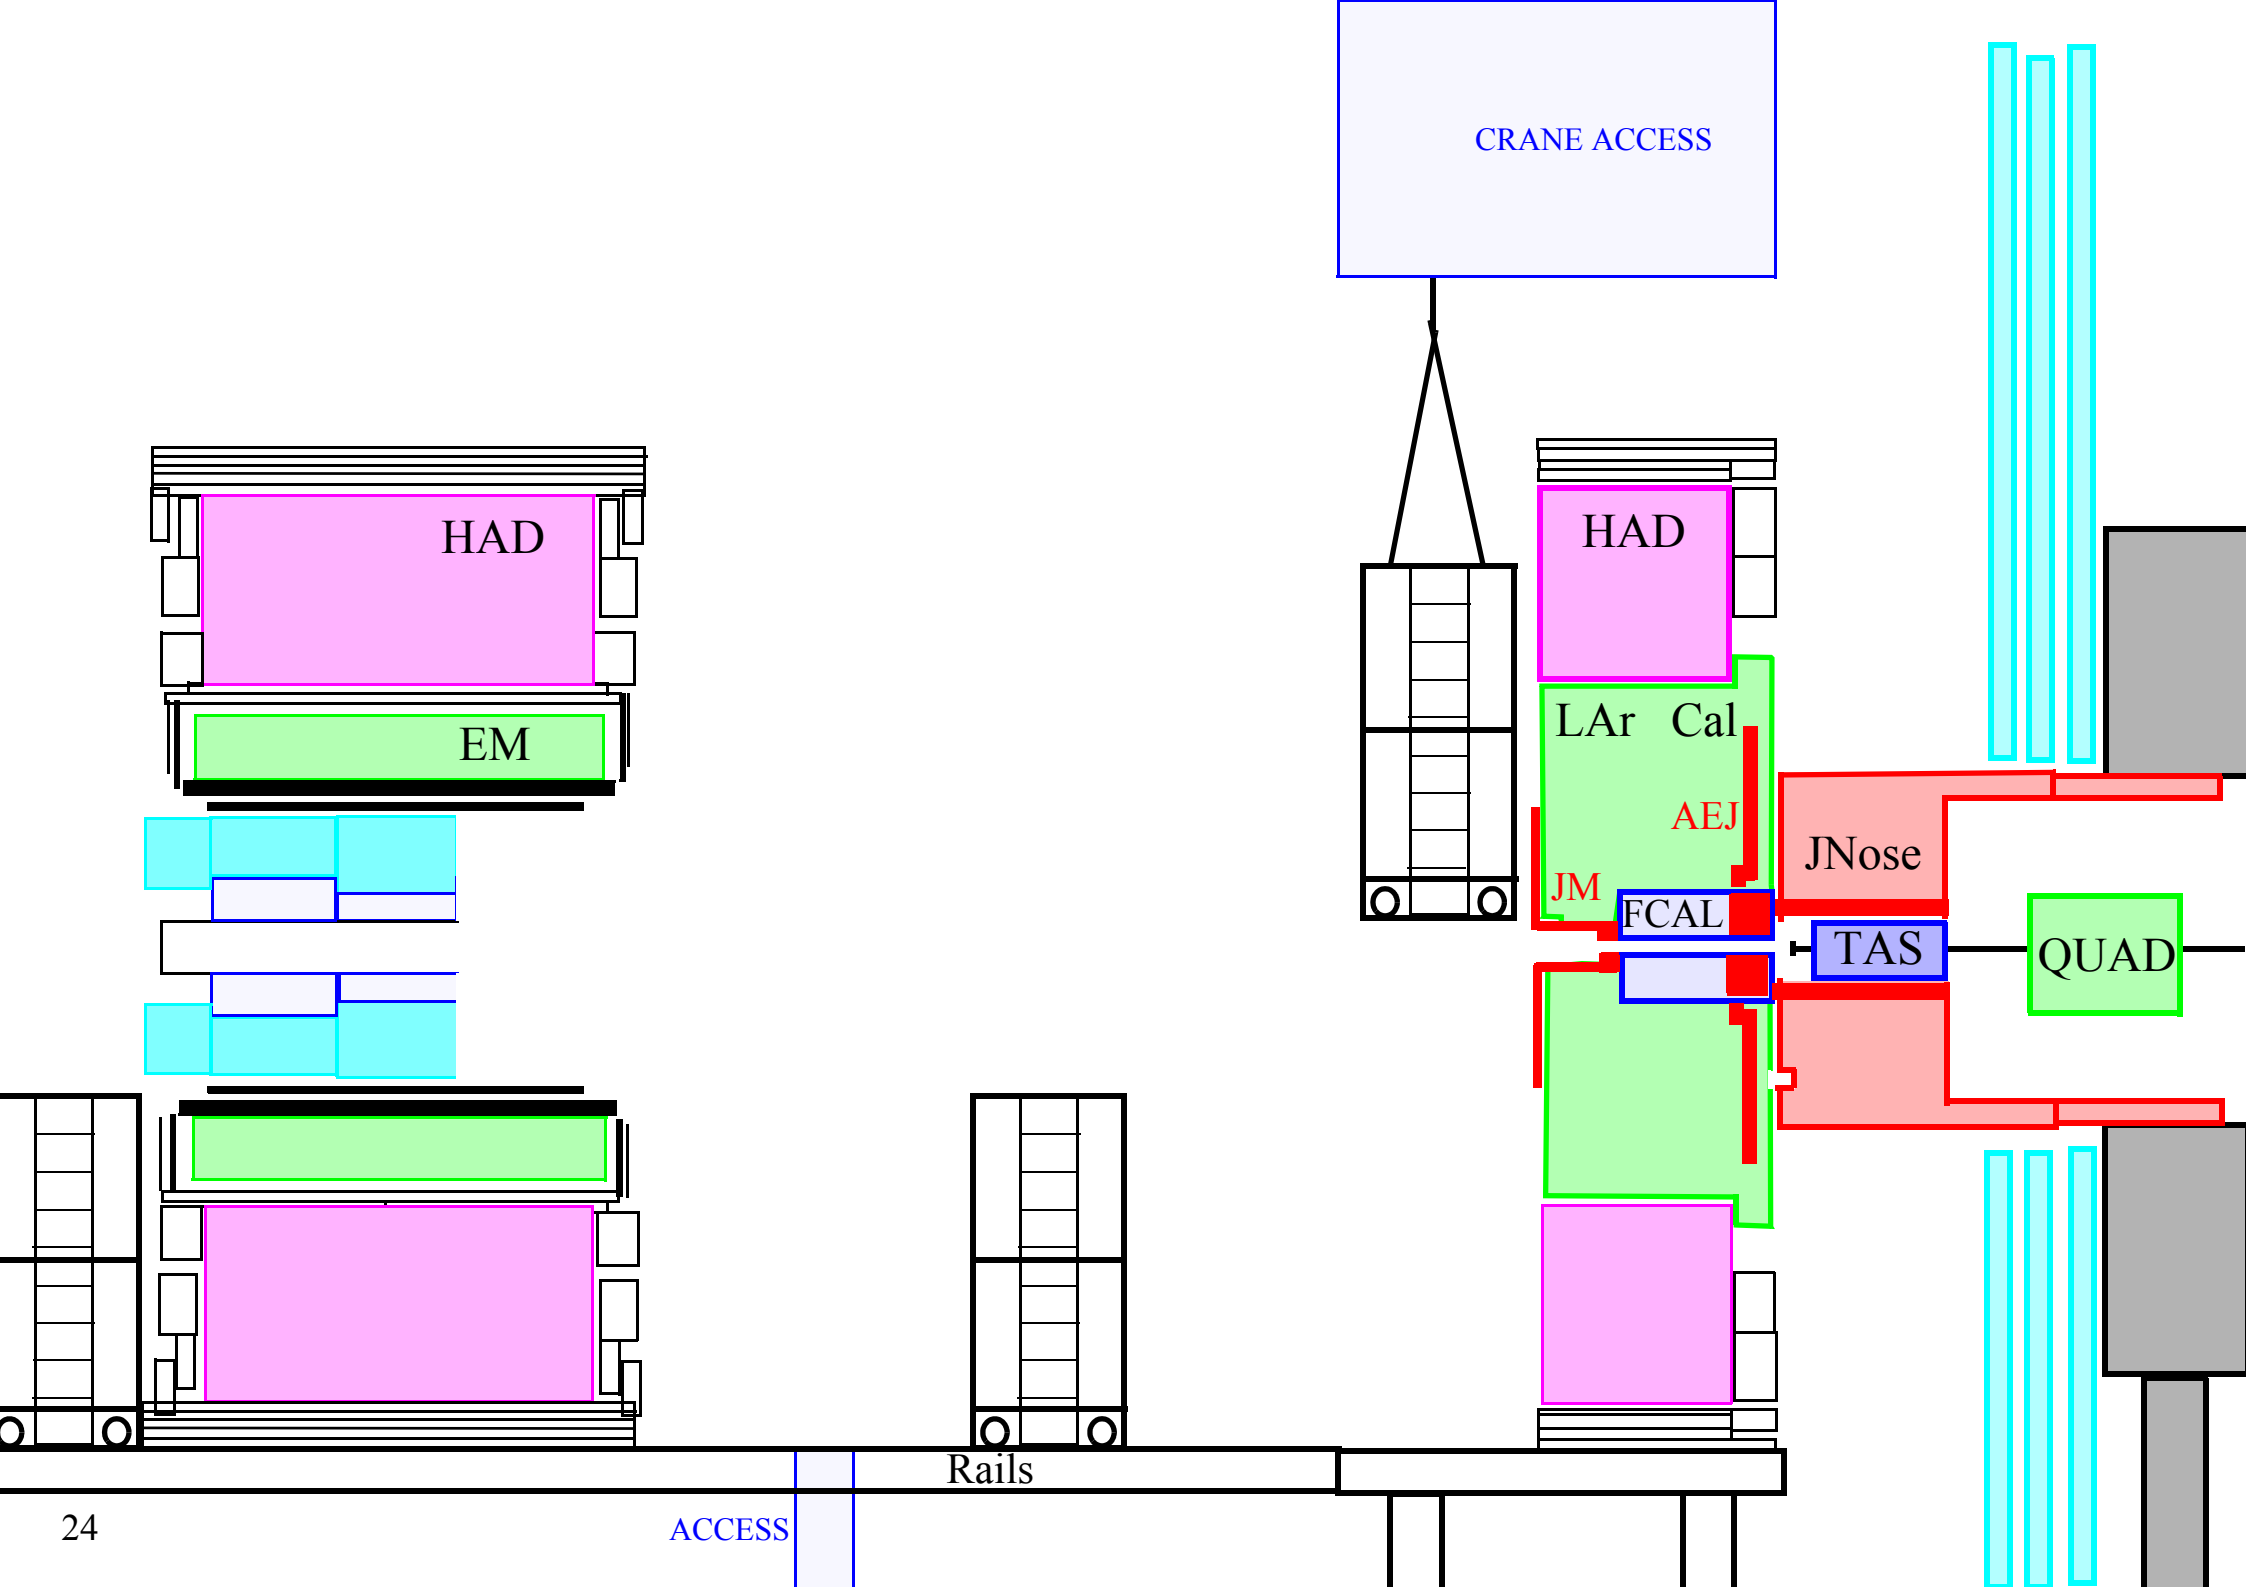 CRANE ACCESS
HAD
HAD
EM
LAr Cal
AEJ
JNose
JM
FCAL
TAS
QUAD
Rails
24
ACCESS